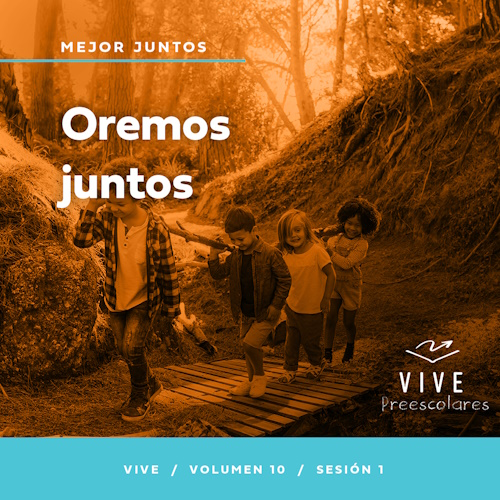 MEJOR JUNTOS
Oremos
juntos
VIVE
Preescolares
VIVE / VOLUMEN 10 / SESIÓN 1